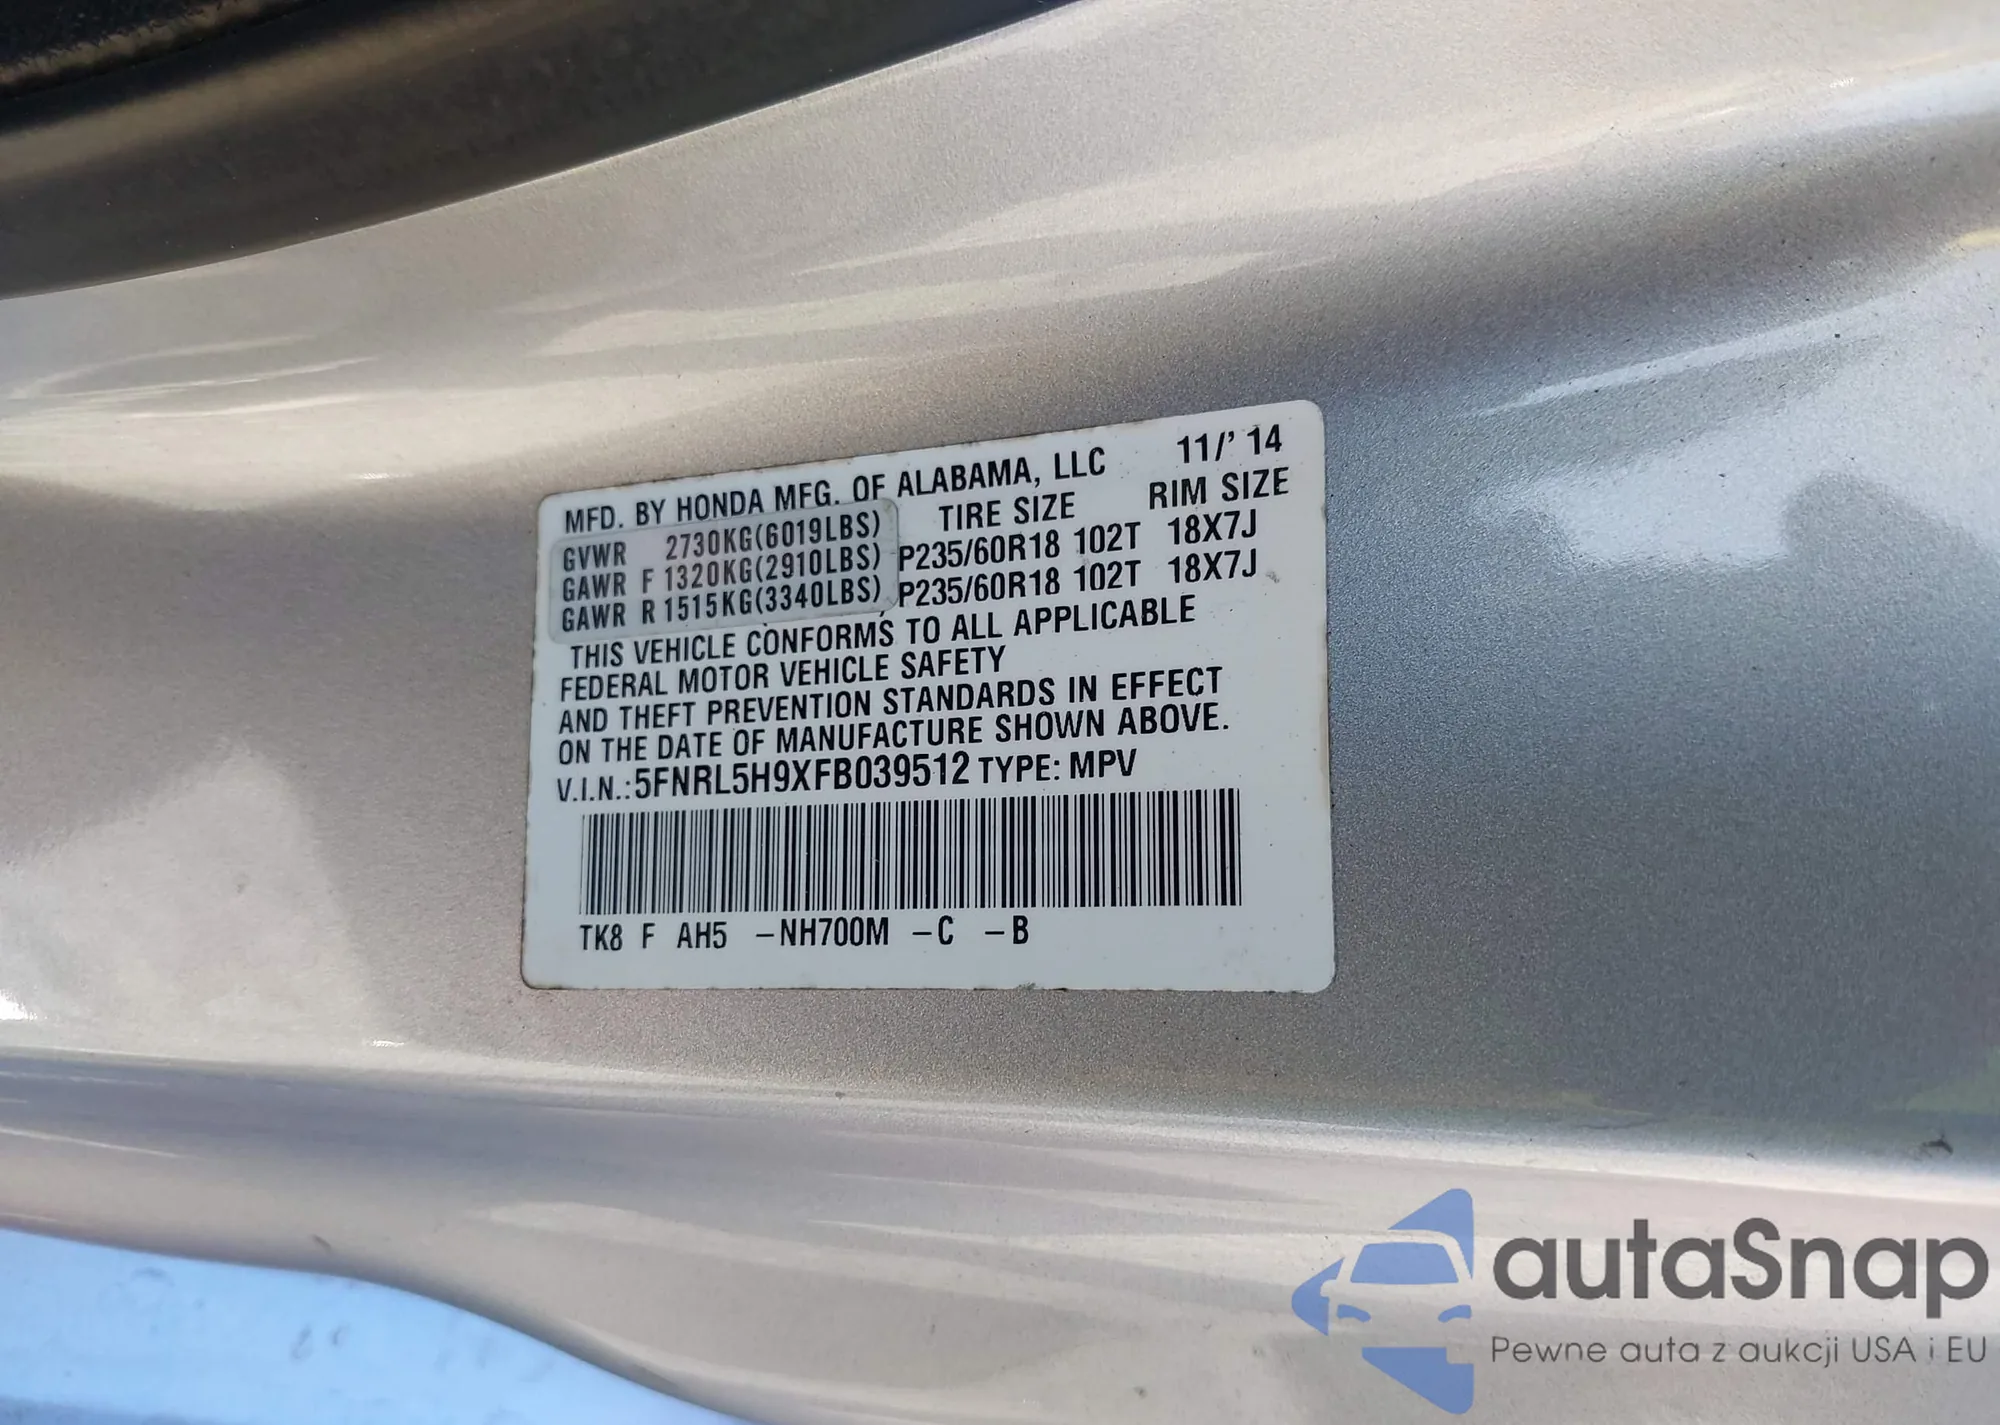 MFD. BY HONDA MFG. OF ALABAMA, LLC 11/' 14
TIRE SIZE RIM SIZE
GVWR 2730KG(6019LBS)
GAWR F 1320KG(2910LBS) P235/60R18 102T 18X7J
GAWR R 1515KG(3340LBS) P235/60R18 102T 18X7J
THIS VEHICLE CONFORMS TO ALL APPLICABLE
FEDERAL MOTOR VEHICLE SAFETY
AND THEFT PREVENTION STANDARDS IN EFFECT
ON THE DATE OF MANUFACTURE SHOWN ABOVE.
V.I.N.:5FNRL5H9XFB039512 TYPE: MPV
TK8 F AH5 –NH700M –C –B
autaSnap
Pewne auta z aukcji USA i EU